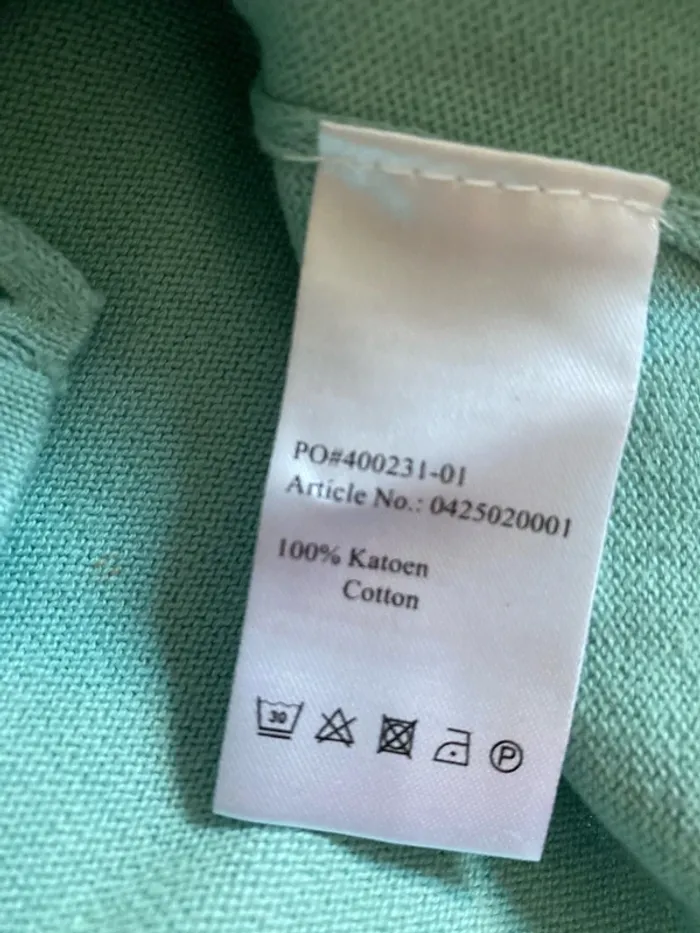 PO#400231-01
Article No.: 0425020001
100% Katoen
Cotton
30
P